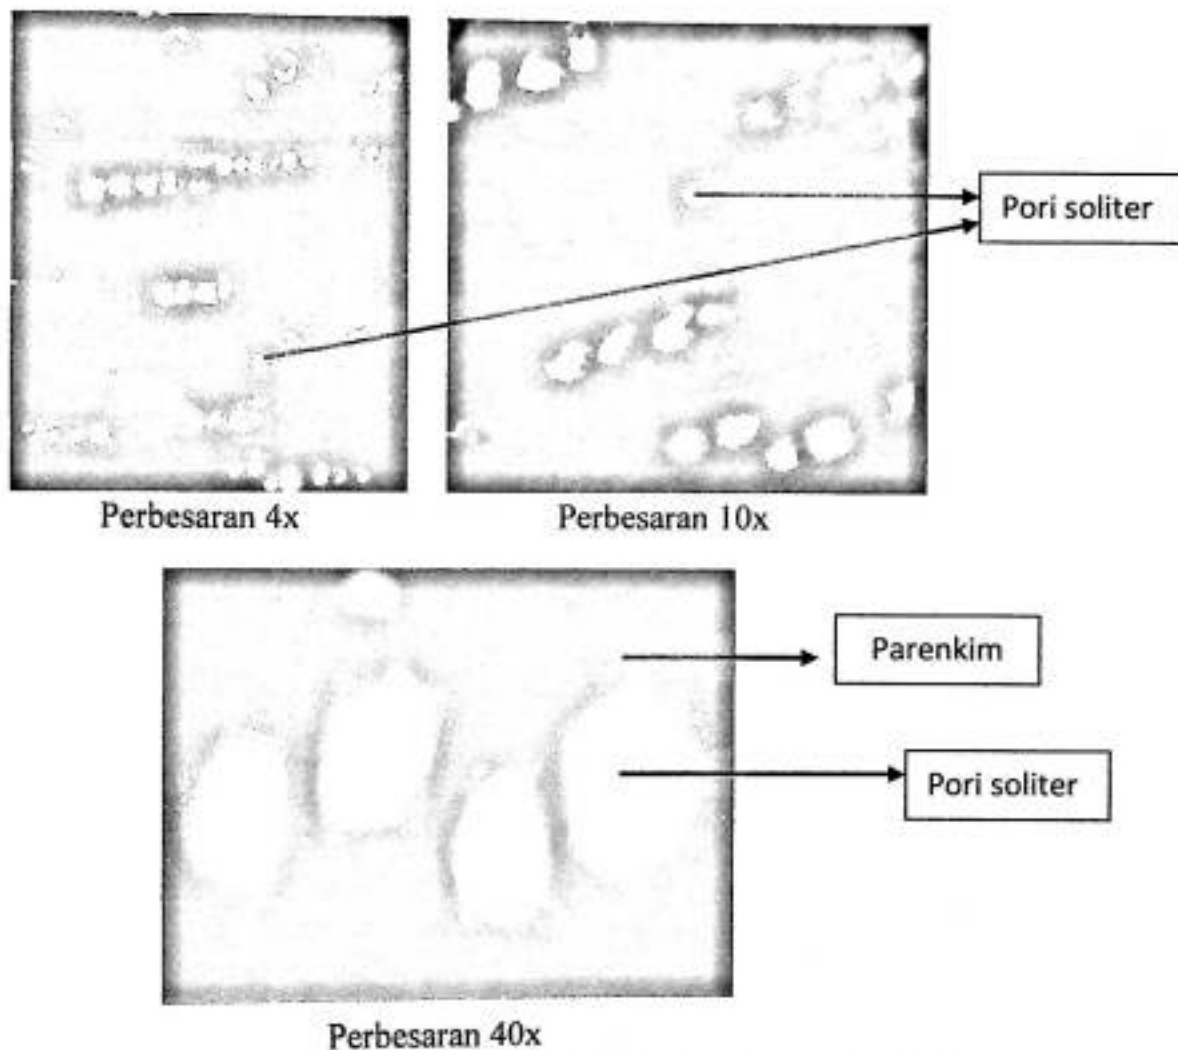 Pori soliter
Perbesaran 4x
Perbesaran 10x
Parenkim
Pori soliter
Perbesaran 40x